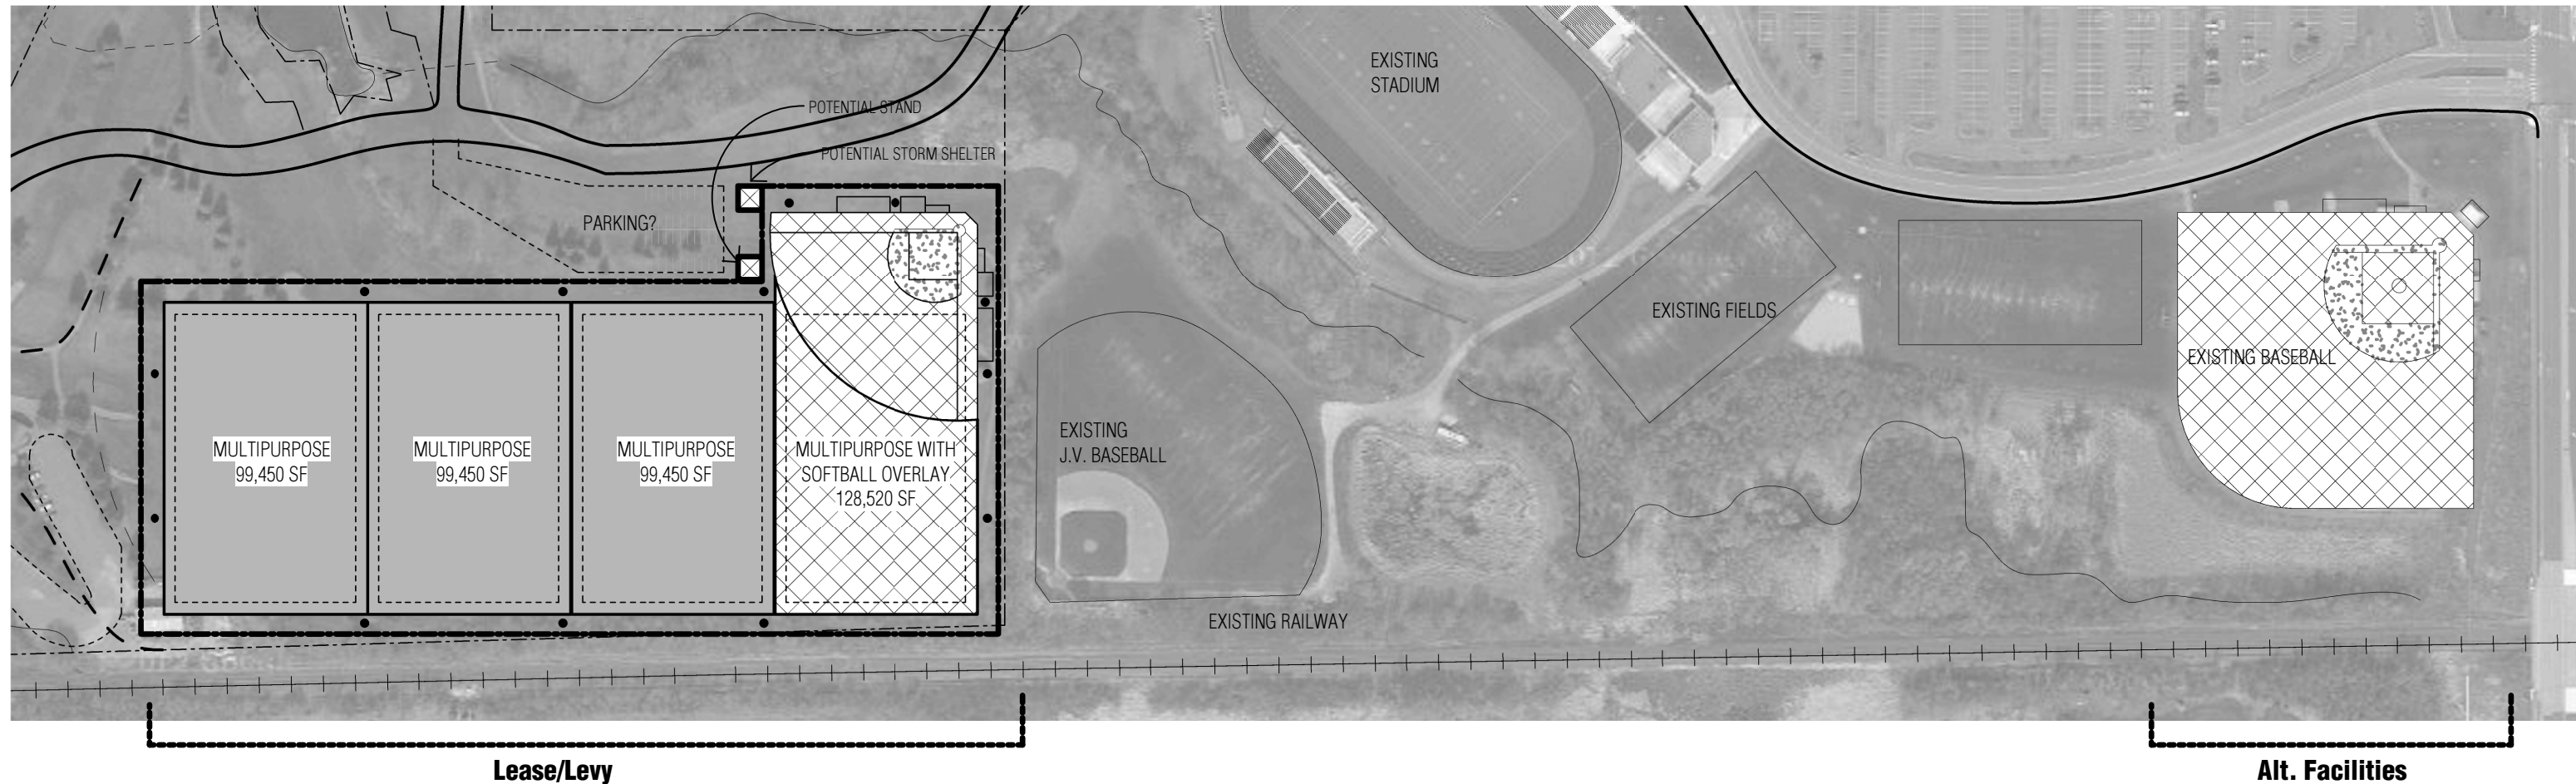 EXISTING
STADIUM
POTENTIAL STAND
POTENTIAL STORM SHELTER
PARKING?
EXISTING FIELDS
EXISTING BASEBALL
EXISTING
J.V. BASEBALL
MULTIPURPOSE
99,450 SF
MULTIPURPOSE
99,450 SF
MULTIPURPOSE
99,450 SF
MULTIPURPOSE WITH
SOFTBALL OVERLAY
128,520 SF
EXISTING RAILWAY
Lease/Levy
Alt. Facilities